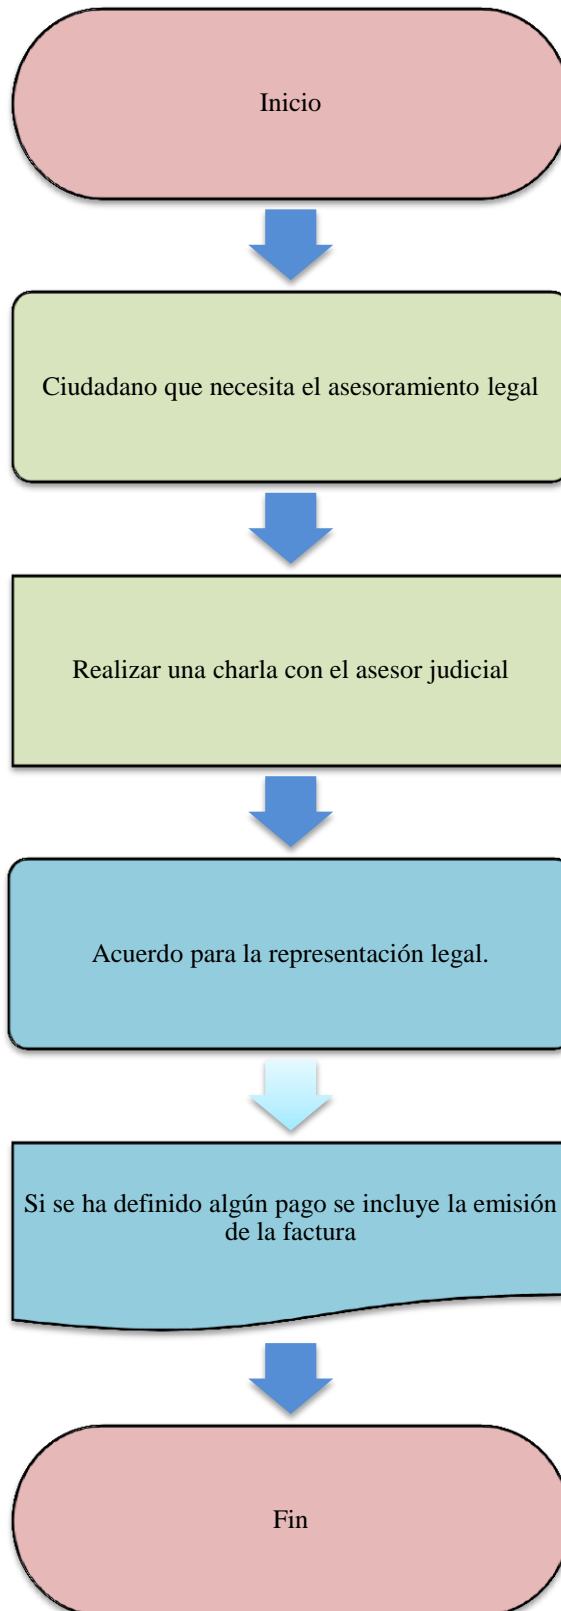 Inicio
Ciudadano que necesita el asesoramiento legal
Realizar una charla con el asesor judicial
Acuerdo para la representación legal.
Si se ha definido algún pago se incluye la emisión
de la factura
Fin